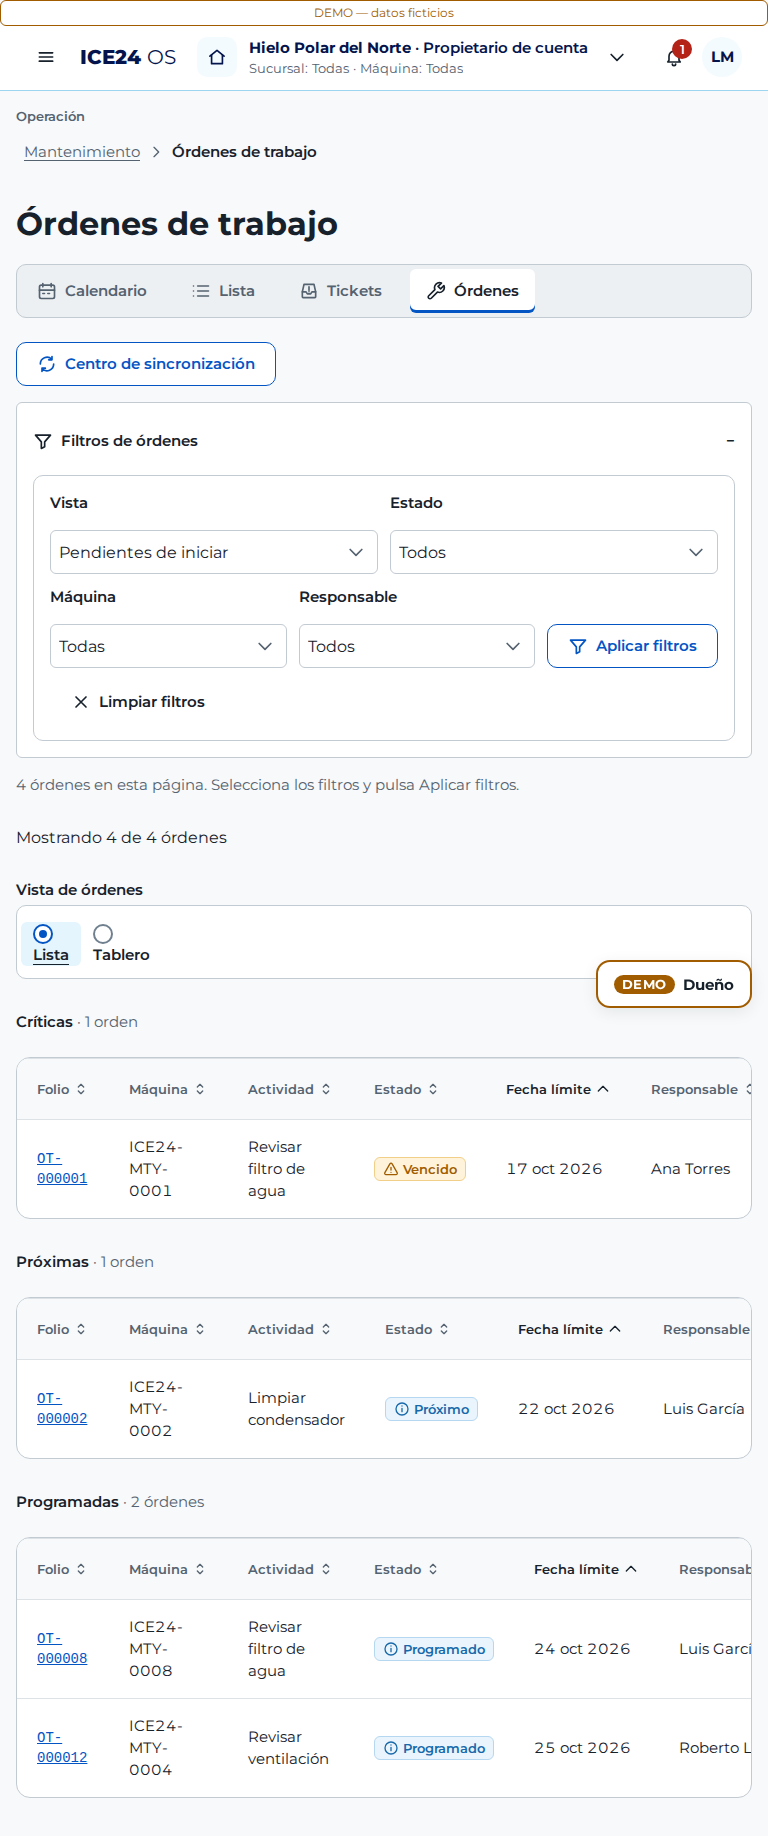 DEMO — datos ficticios
ICE24 OS
Hielo Polar del Norte · Propietario de cuenta
Sucursal: Todas · Máquina: Todas
1
LM
Operación
Mantenimiento > Órdenes de trabajo
Órdenes de trabajo
Calendario Lista Tickets Órdenes
Centro de sincronización
Filtros de órdenes −
Vista Estado
Pendientes de iniciar Todos
Máquina Responsable
Todas Todos Aplicar filtros
Limpiar filtros
4 órdenes en esta página. Selecciona los filtros y pulsa Aplicar filtros.
Mostrando 4 de 4 órdenes
Vista de órdenes
Lista Tablero
DEMO Dueño
Críticas · 1 orden
Folio Máquina Actividad Estado Fecha límite Responsable
OT-000001 ICE24-MTY-0001 Revisar filtro de agua Vencido 17 oct 2026 Ana Torres
Próximas · 1 orden
Folio Máquina Actividad Estado Fecha límite Responsable
OT-000002 ICE24-MTY-0002 Limpiar condensador Próximo 22 oct 2026 Luis García
Programadas · 2 órdenes
Folio Máquina Actividad Estado Fecha límite Responsab
OT-000008 ICE24-MTY-0008 Revisar filtro de agua Programado 24 oct 2026 Luis Garcí
OT-000012 ICE24-MTY-0004 Revisar ventilación Programado 25 oct 2026 Roberto L